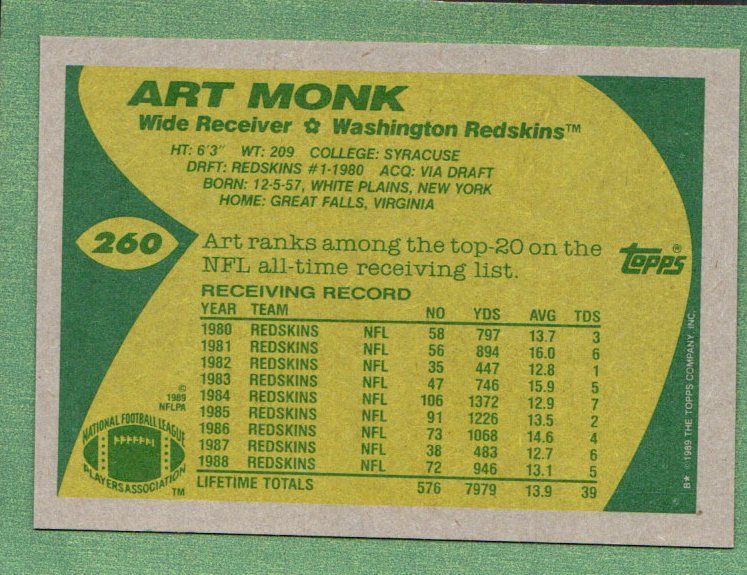 ART MONK
Wide Receiver ✿ Washington Redskins™
HT: 6'3" WT: 209 COLLEGE: SYRACUSE
DRFT: REDSKINS #1-1980 ACQ: VIA DRAFT
BORN: 12-5-57, WHITE PLAINS, NEW YORK
HOME: GREAT FALLS, VIRGINIA
260
Art ranks among the top-20 on the
NFL all-time receiving list.
TOPPS®
RECEIVING RECORD
YEAR TEAM NO YDS AVG TDS
1980 REDSKINS NFL 58 797 13.7 3
1981 REDSKINS NFL 56 894 16.0 6
1982 REDSKINS NFL 35 447 12.8 1
1983 REDSKINS NFL 47 746 15.9 5
1984 REDSKINS NFL 106 1372 12.9 7
1985 REDSKINS NFL 91 1226 13.5 2
1986 REDSKINS NFL 73 1068 14.6 4
1987 REDSKINS NFL 38 483 12.7 6
1988 REDSKINS NFL 72 946 13.1 5
LIFETIME TOTALS 576 7979 13.9 39
©
1989
NFLPA
NATIONAL FOOTBALL LEAGUE
PLAYERS ASSOCIATION
TM
B* ©1989 THE TOPPS COMPANY, INC.